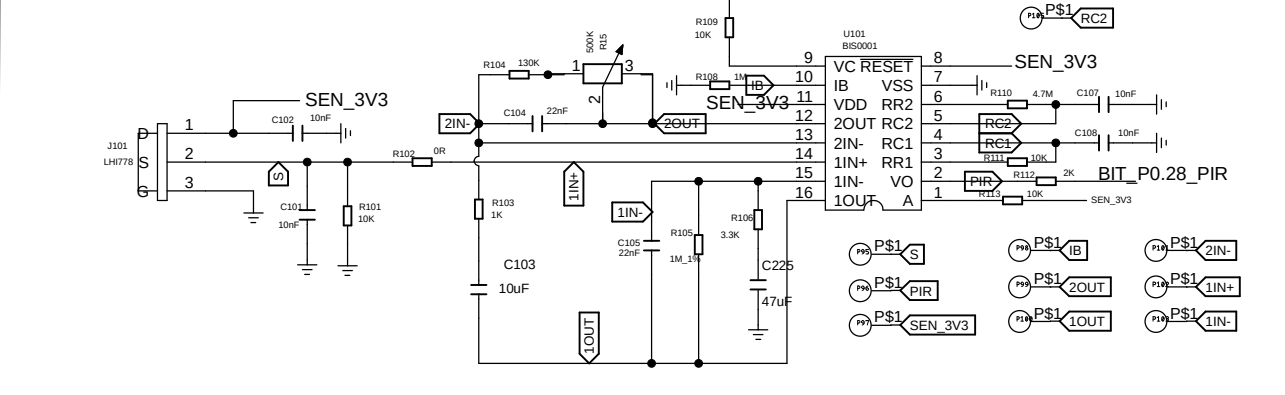 P$1
RC2
R109
10K
U101
BIS0001
500K
R15
R104
130K
1
3
2
9
VC
RESET
8
SEN_3V3
R108
1M
IB
10
IB
VSS
7
SEN_3V3
11
VDD
RR2
6
R110
4.7M
C107
10nF
SEN_3V3
C102
10nF
2IN-
C104
22nF
2OUT
12
2OUT
RC2
5
RC2
13
2IN-
RC1
4
RC1
C108
10nF
J101
LHI778
D
1
S
2
G
3
R102
0R
14
1IN+
RR1
3
R111
10K
S
1IN+
15
1IN-
VO
2
PIR
R112
2K
BIT_P0.28_PIR
16
1OUT
A
1
R113
10K
SEN_3V3
C101
10nF
R101
10K
R103
1K
1IN-
C105
22nF
R105
1M_1%
R106
3.3K
C103
10uF
C225
47uF
1OUT
P95
P$1
S
P98
P$1
IB
P$1
2IN-
P96
P$1
PIR
P99
P$1
2OUT
P$1
1IN+
P97
P$1
SEN_3V3
P$1
1OUT
P$1
1IN-